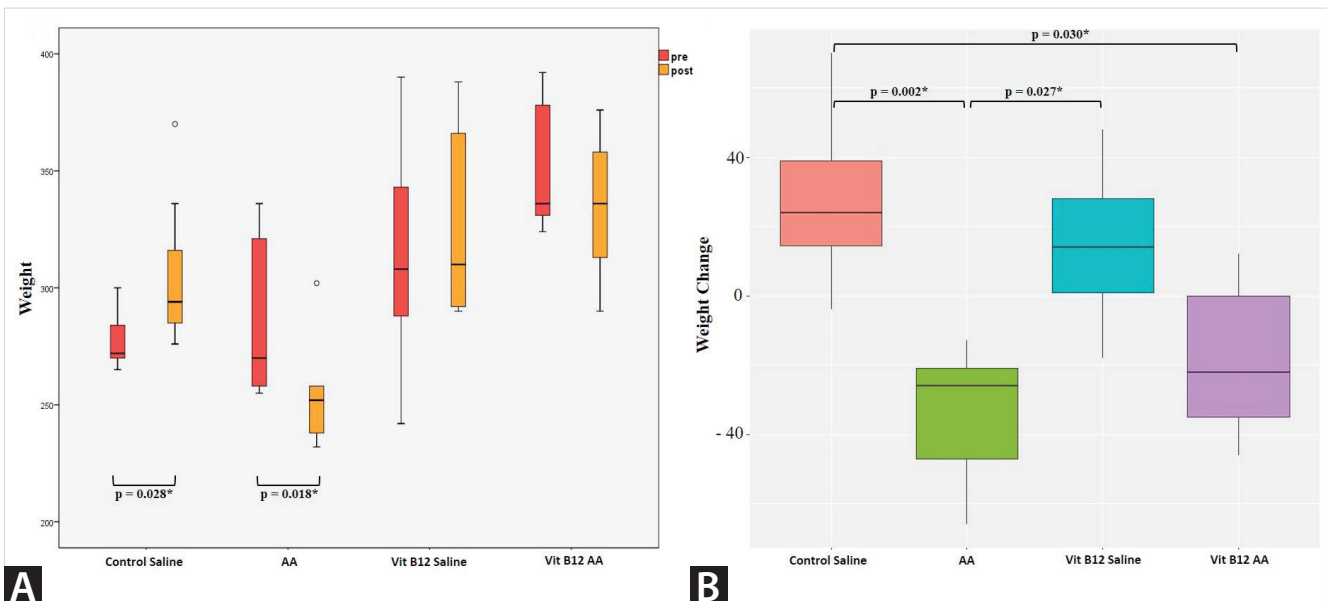 400
350
300
250
200
Weight
pre
post
p = 0.028*
p = 0.018*
Control Saline
AA
Vit B12 Saline
Vit B12 AA
A
p = 0.030*
p = 0.002*
p = 0.027*
40
0
- 40
Weight Change
Control Saline
AA
Vit B12 Saline
Vit B12 AA
B